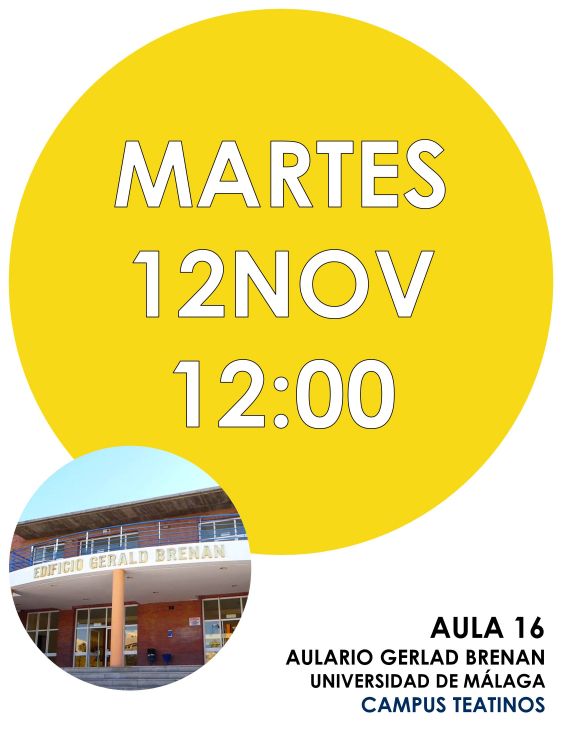 MARTES
12NOV
12:00
EDIFICIO GERALD BRENAN
AULA 16
AULARIO GERLAD BRENAN
UNIVERSIDAD DE MÁLAGA
CAMPUS TEATINOS